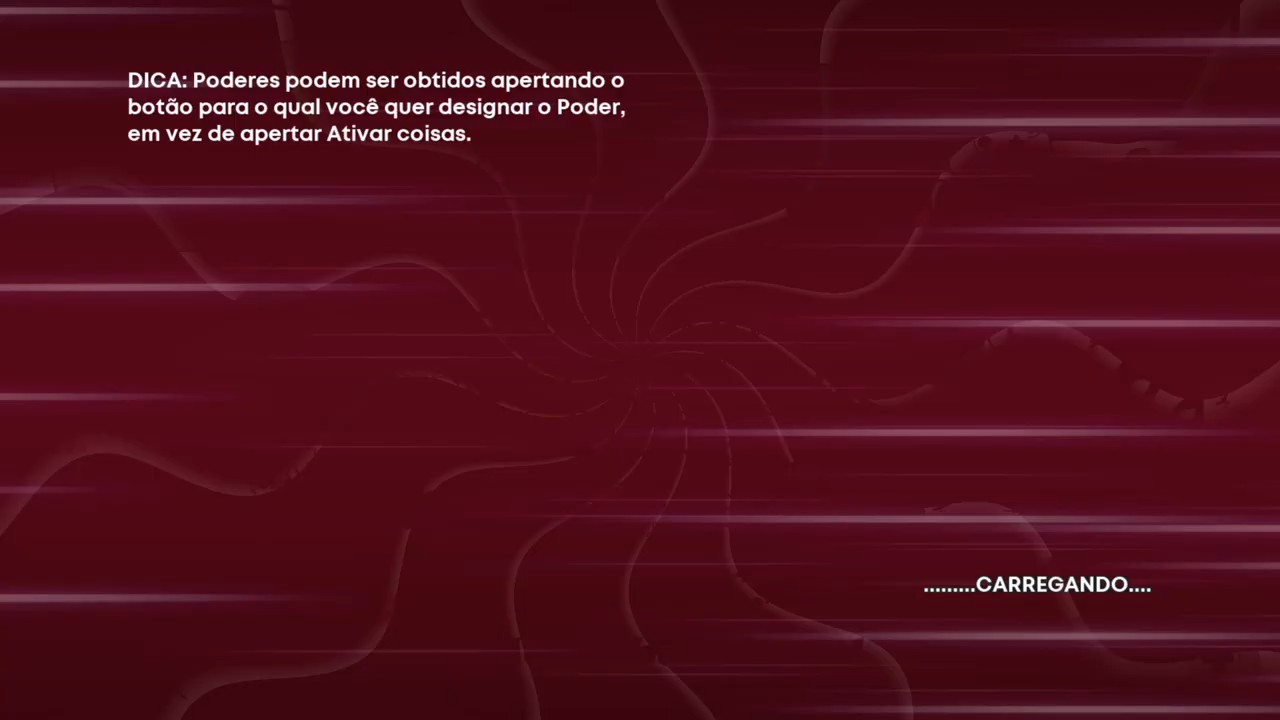 DICA: Poderes podem ser obtidos apertando o
botão para o qual você quer designar o Poder,
em vez de apertar Ativar coisas.
.........CARREGANDO....